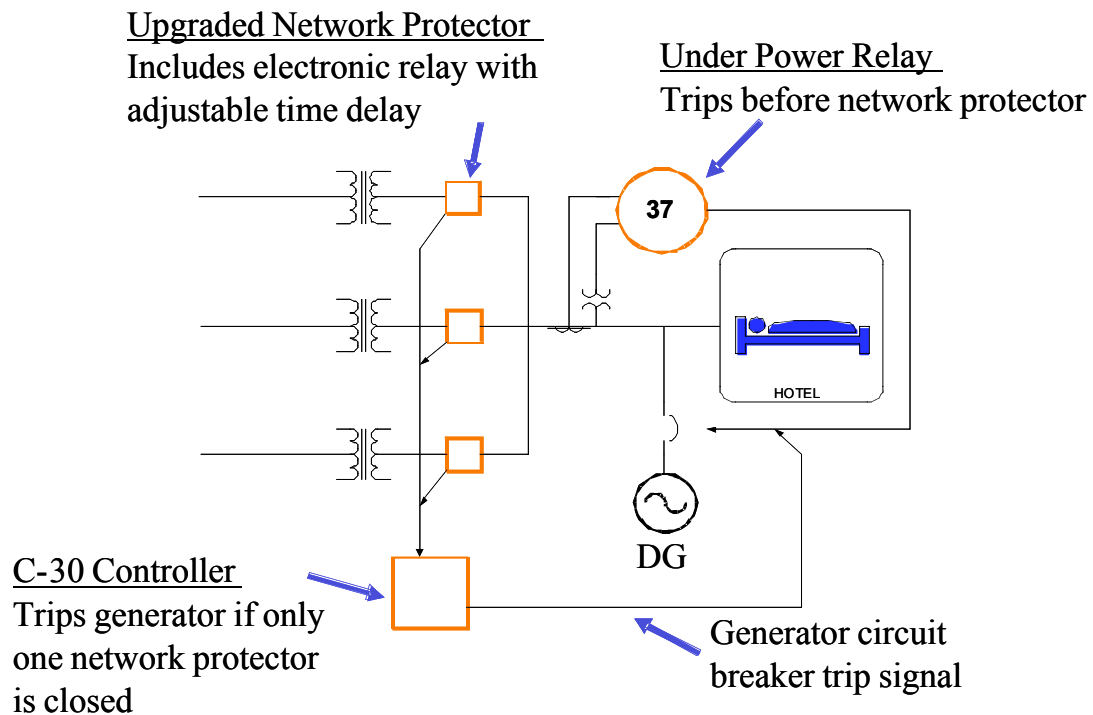 Upgraded Network Protector
Includes electronic relay with
adjustable time delay
Under Power Relay
Trips before network protector
37
HOTEL
DG
C-30 Controller
Trips generator if only
one network protector
is closed
Generator circuit
breaker trip signal